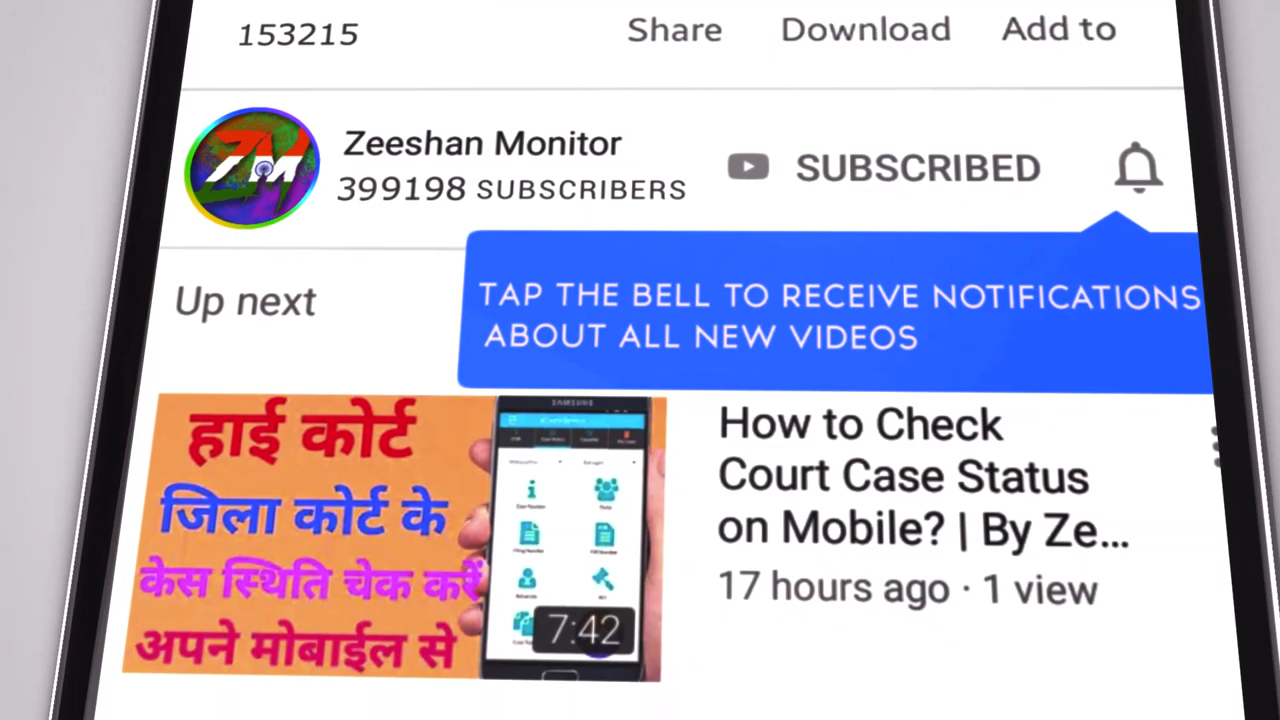 153215
Share Download Add to
Zeeshan Monitor
399198 SUBSCRIBERS
SUBSCRIBED
TAP THE BELL TO RECEIVE NOTIFICATIONS
ABOUT ALL NEW VIDEOS
Up next
हाई कोर्ट
जिला कोर्ट के
केस स्थिति चेक करें
अपने मोबाईल से
SAMSUNG
7:42
How to Check
Court Case Status
on Mobile? | By Ze...
17 hours ago · 1 view
ZM